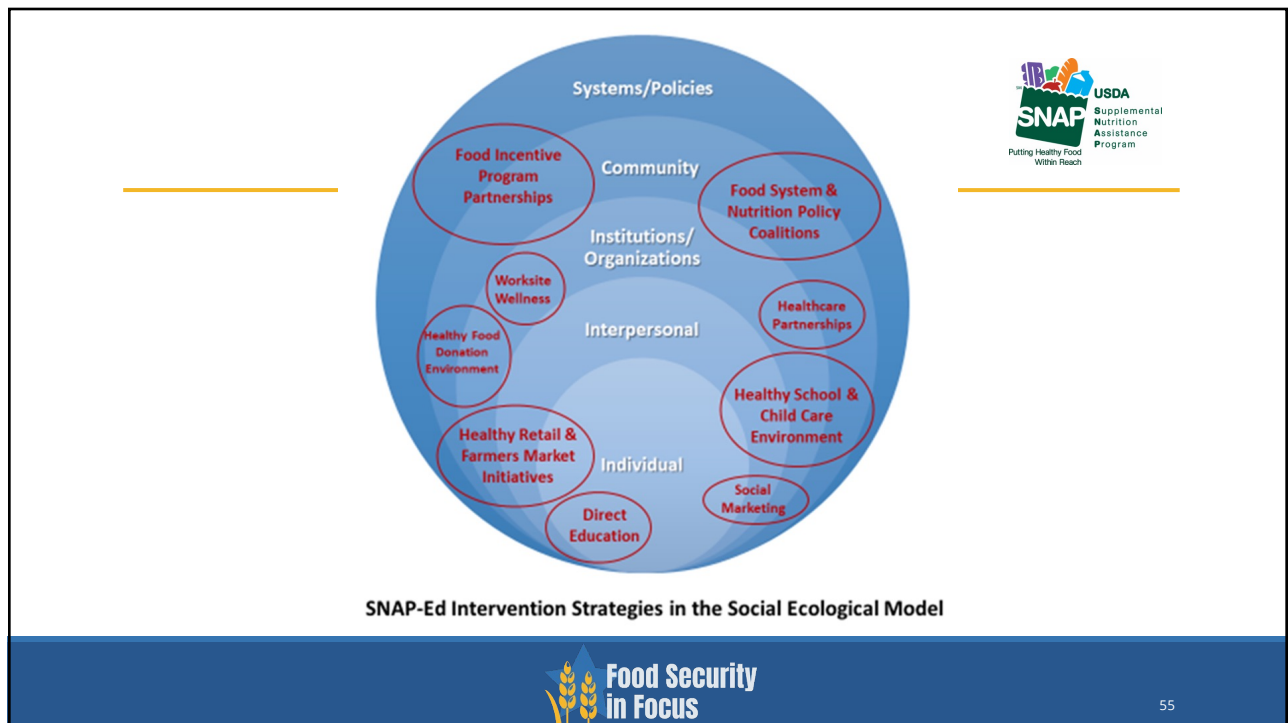 Systems/Policies
Food Incentive
Program
Partnerships
Community
Food System &
Nutrition Policy
Coalitions
Institutions/
Organizations
Worksite
Wellness
Healthcare
Partnerships
Interpersonal
Healthy Food
Donation
Environment
Healthy School &
Child Care
Environment
Healthy Retail &
Farmers Market
Initiatives
Individual
Social
Marketing
Direct
Education
SNAP
Putting Healthy Food
Within Reach
USDA
Supplemental
Nutrition
Assistance
Program
SNAP-Ed Intervention Strategies in the Social Ecological Model
Food Security
in Focus
55